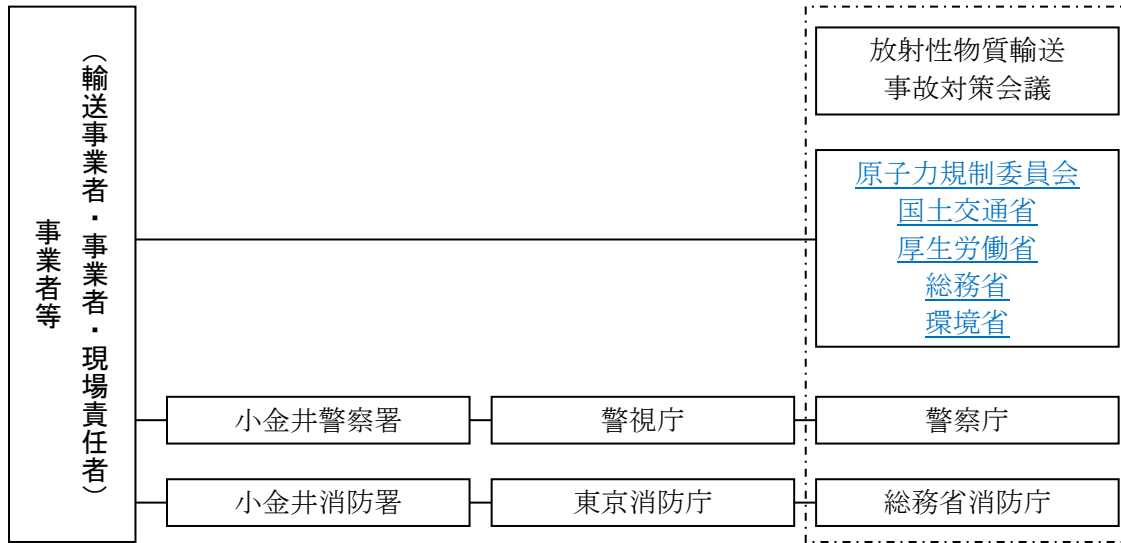 （輸送事業者・事業者・現場責任者）
事業者等
放射性物質輸送
事故対策会議
原子力規制委員会
国土交通省
厚生労働省
総務省
環境省
小金井警察署
警視庁
警察庁
小金井消防署
東京消防庁
総務省消防庁